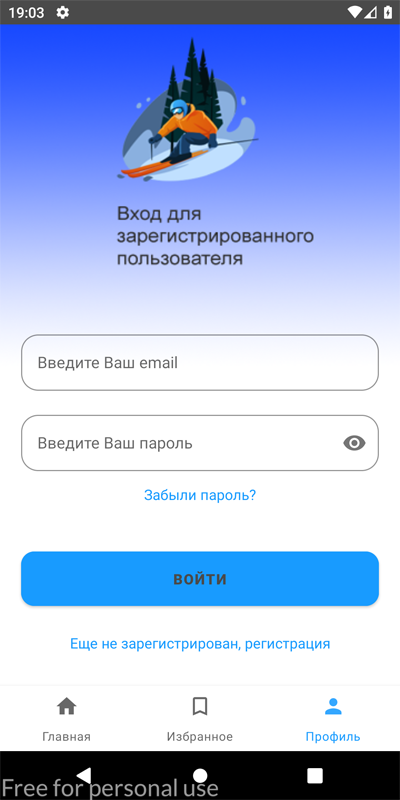 19:03
Вход для
зарегистрированного
пользователя
Введите Ваш email
Введите Ваш пароль
Забыли пароль?
ВОЙТИ
Еще не зарегистрирован, регистрация
Главная Избранное Профиль
Free for personal use